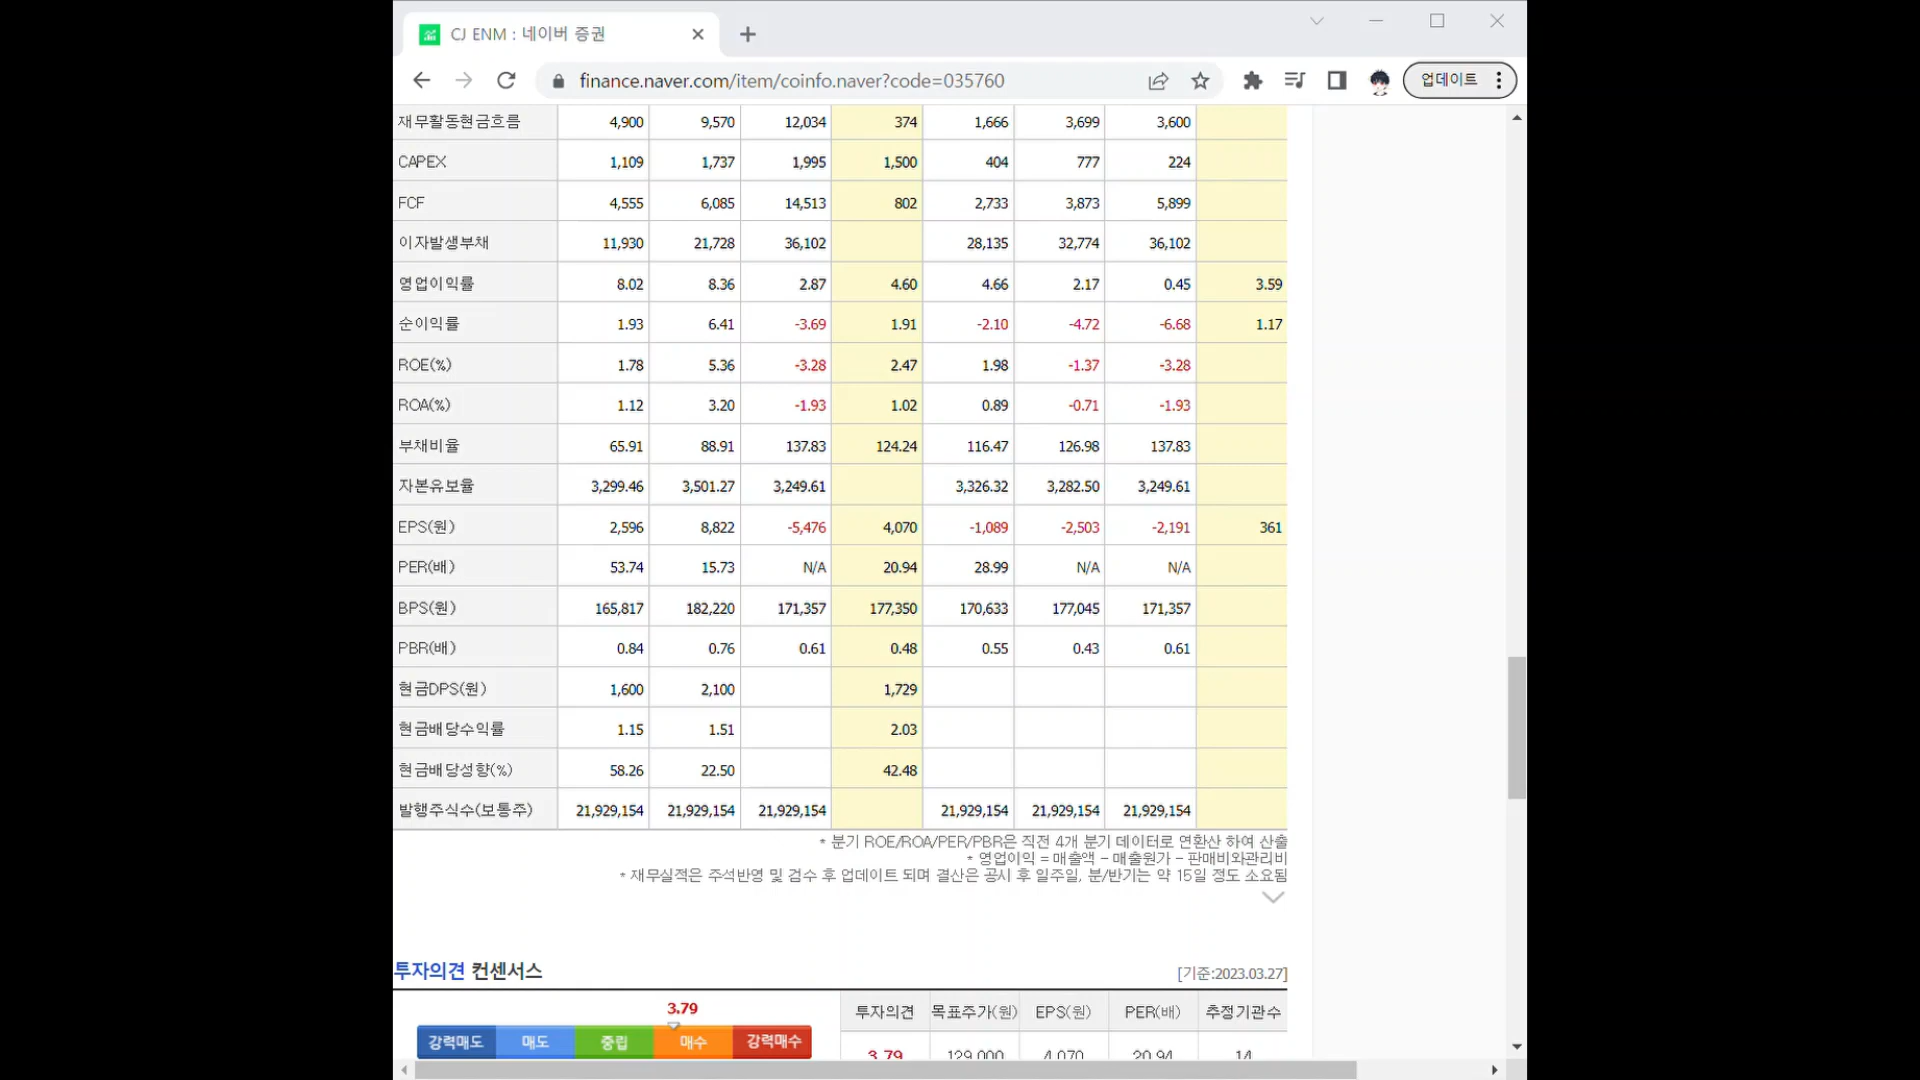 CJ ENM : 네이버 증권
finance.naver.com/item/coinfo.naver?code=035760
업데이트
재무활동현금흐름 4,900 9,570 12,034 374 1,666 3,699 3,600
CAPEX 1,109 1,737 1,995 1,500 404 777 224
FCF 4,555 6,085 14,513 802 2,733 3,873 5,899
이자발생부채 11,930 21,728 36,102 28,135 32,774 36,102
영업이익률 8.02 8.36 2.87 4.60 4.66 2.17 0.45 3.59
순이익률 1.93 6.41 -3.69 1.91 -2.10 -4.72 -6.68 1.17
ROE(%) 1.78 5.36 -3.28 2.47 1.98 -1.37 -3.28
ROA(%) 1.12 3.20 -1.93 1.02 0.89 -0.71 -1.93
부채비율 65.91 88.91 137.83 124.24 116.47 126.98 137.83
자본유보율 3,299.46 3,501.27 3,249.61 3,326.32 3,282.50 3,249.61
EPS(원) 2,596 8,822 -5,476 4,070 -1,089 -2,503 -2,191 361
PER(배) 53.74 15.73 N/A 20.94 28.99 N/A N/A
BPS(원) 165,817 182,220 171,357 177,350 170,633 177,045 171,357
PBR(배) 0.84 0.76 0.61 0.48 0.55 0.43 0.61
현금DPS(원) 1,600 2,100 1,729
현금배당수익률 1.15 1.51 2.03
현금배당성향(%) 58.26 22.50 42.48
발행주식수(보통주) 21,929,154 21,929,154 21,929,154 21,929,154 21,929,154 21,929,154
* 분기 ROE/ROA/PER/PBR은 직전 4개 분기 데이터로 연환산 하여 산출
* 영업이익 = 매출액 - 매출원가 - 판매비와관리비
* 재무실적은 주석반영 및 검수 후 업데이트 되며 결산은 공시 후 일주일, 분/반기는 약 15일 정도 소요됨
투자의견 컨센서스 [기준:2023.03.27]
3.79
강력매도 매도 중립 매수 강력매수
투자의견 목표주가(원) EPS(원) PER(배) 추정기관수
3.79 129,000 4,070 20.94 14